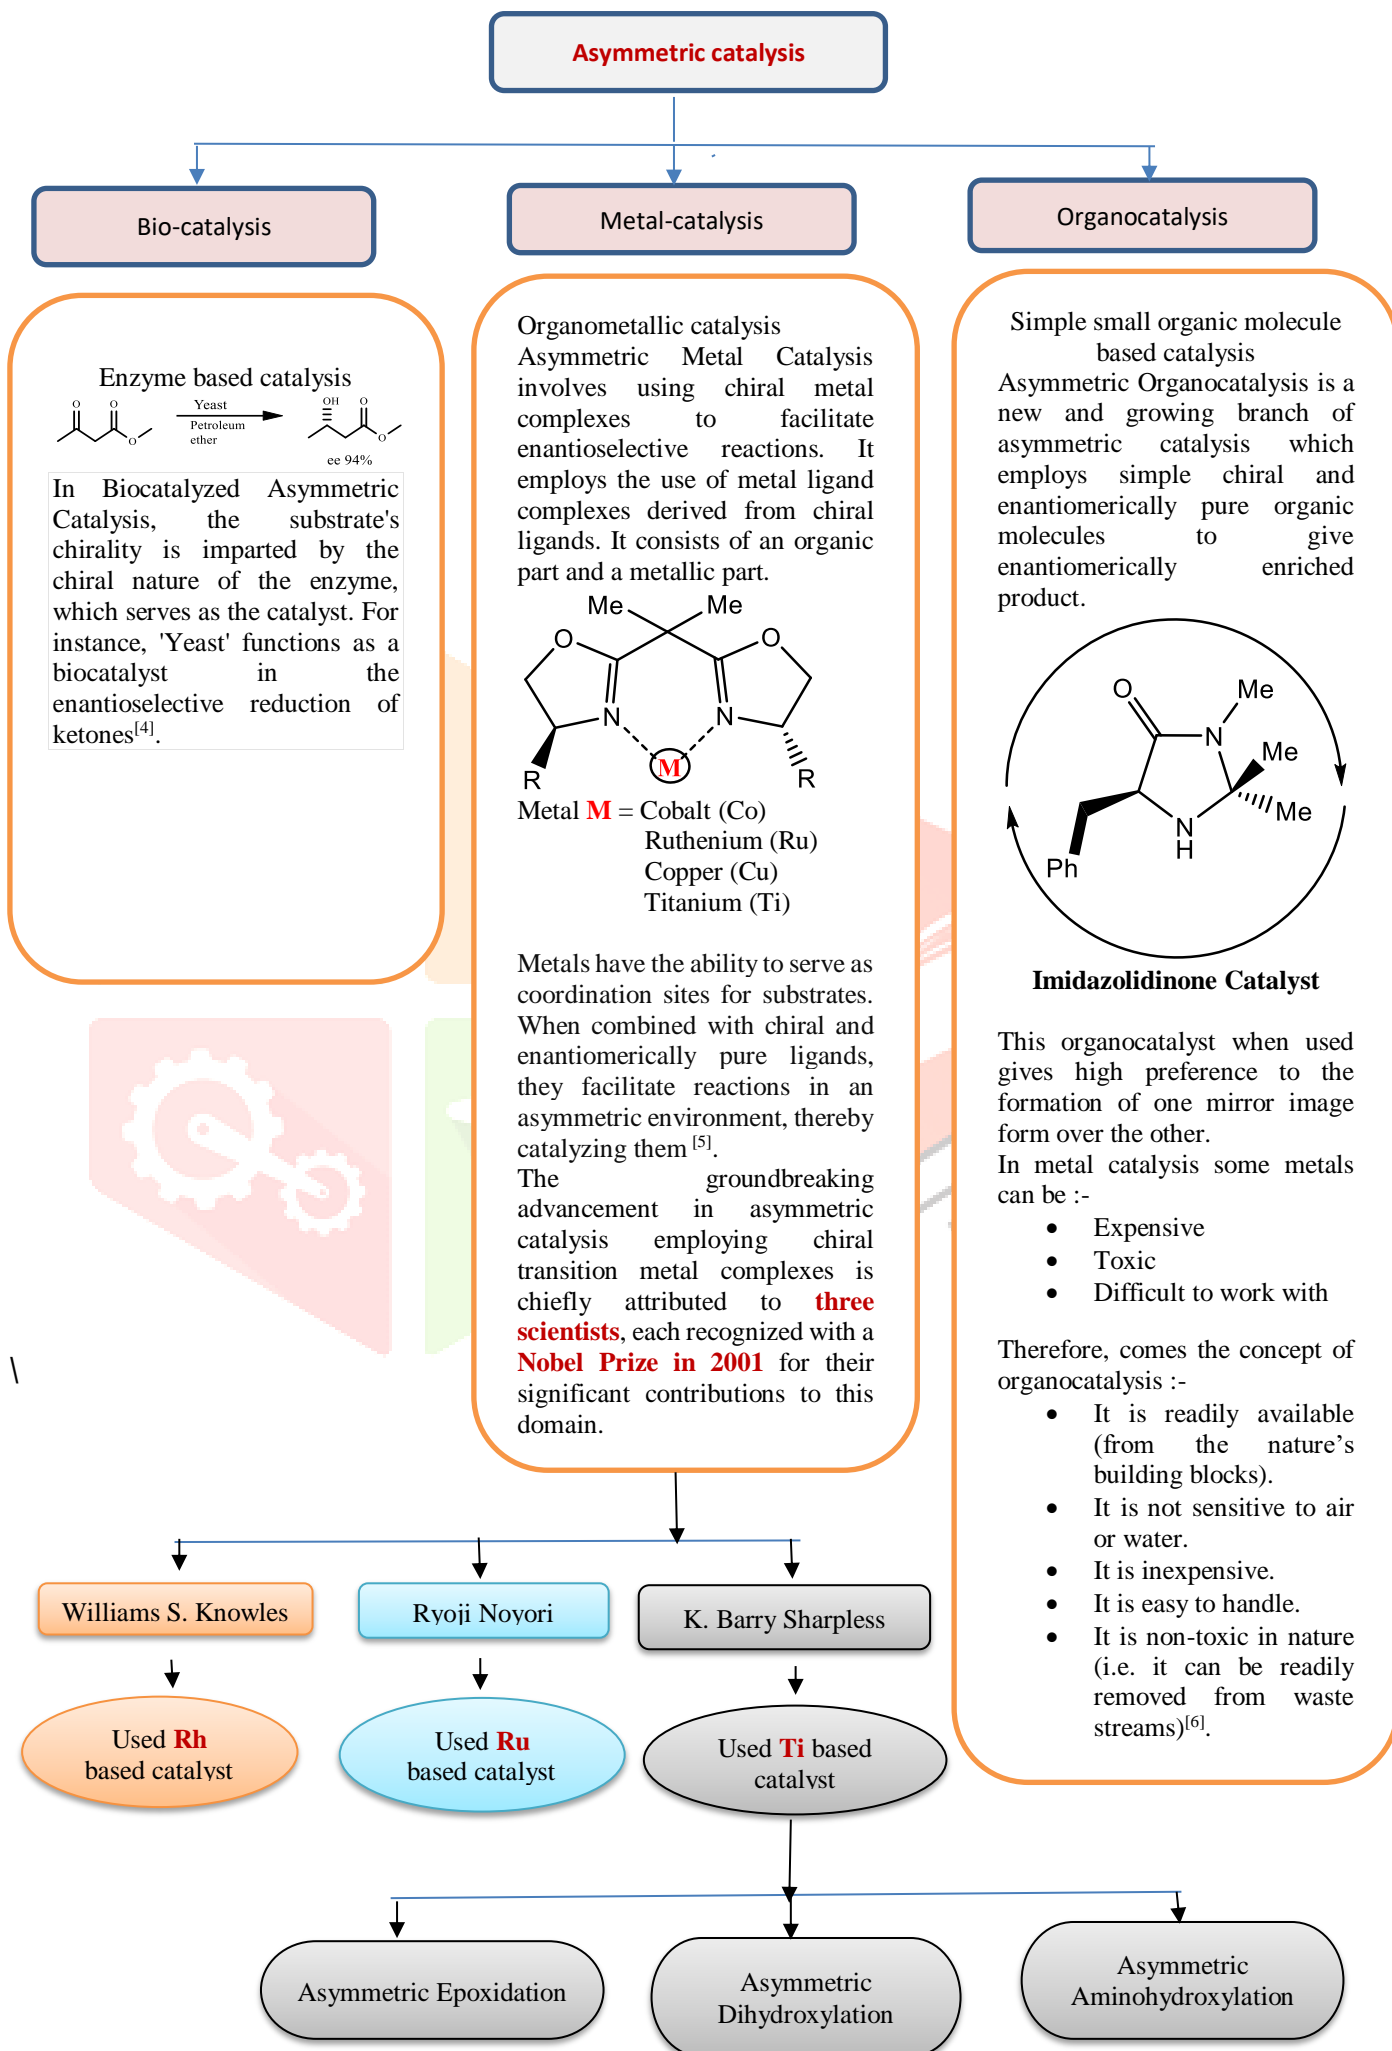 Asymmetric catalysis
Bio-catalysis
Metal-catalysis
Organocatalysis
Enzyme based catalysis
O
O
O
Yeast
Petroleum
ether
OH
O
O
ee 94%
In Biocatalyzed Asymmetric
Catalysis, the substrate's
chirality is imparted by the
chiral nature of the enzyme,
which serves as the catalyst. For
instance, 'Yeast' functions as a
biocatalyst in the
enantioselective reduction of
ketones[4].
Organometallic catalysis
Asymmetric Metal Catalysis
involves using chiral metal
complexes to facilitate
enantioselective reactions. It
employs the use of metal ligand
complexes derived from chiral
ligands. It consists of an organic
part and a metallic part.
Me Me
O O
N N
M
R R
Metal M = Cobalt (Co)
Ruthenium (Ru)
Copper (Cu)
Titanium (Ti)
Metals have the ability to serve as
coordination sites for substrates.
When combined with chiral and
enantiomerically pure ligands,
they facilitate reactions in an
asymmetric environment, thereby
catalyzing them [5].
The groundbreaking
advancement in asymmetric
catalysis employing chiral
transition metal complexes is
chiefly attributed to three
scientists, each recognized with a
Nobel Prize in 2001 for their
significant contributions to this
domain.
Simple small organic molecule
based catalysis
Asymmetric Organocatalysis is a
new and growing branch of
asymmetric catalysis which
employs simple chiral and
enantiomerically pure organic
molecules to give
enantiomerically enriched
product.
O
Me
N
Me
Me
N
H
Ph
Imidazolidinone Catalyst
This organocatalyst when used
gives high preference to the
formation of one mirror image
form over the other.
In metal catalysis some metals
can be :-
• Expensive
• Toxic
• Difficult to work with
Therefore, comes the concept of
organocatalysis :-
• It is readily available
(from the nature’s
building blocks).
• It is not sensitive to air
or water.
• It is inexpensive.
• It is easy to handle.
• It is non-toxic in nature
(i.e. it can be readily
removed from waste
streams)[6].
\
Williams S. Knowles
Ryoji Noyori
K. Barry Sharpless
Used Rh
based catalyst
Used Ru
based catalyst
Used Ti based
catalyst
Asymmetric Epoxidation
Asymmetric
Dihydroxylation
Asymmetric
Aminohydroxylation